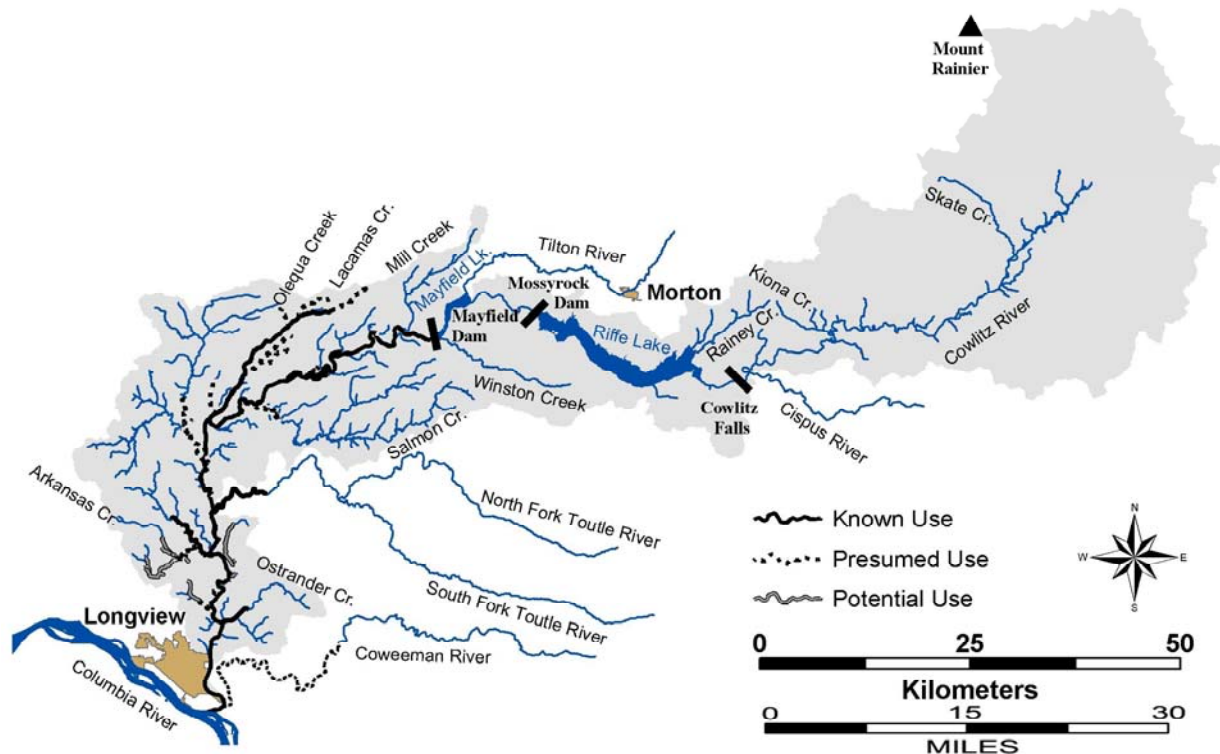 Mount
Rainier
Skate Cr.
Olequa Creek
Lacamas Cr.
Mill Creek
Mayfield Lk.
Tilton River
Mossyrock
Dam
Morton
Kiona Cr.
Mayfield
Dam
Riffe Lake
Rainey Cr.
Cowlitz River
Winston Creek
Cowlitz
Falls
Cispus River
Salmon Cr.
Arkansas Cr.
North Fork Toutle River
Known Use
N
W
E
S
Presumed Use
Ostrander Cr.
Potential Use
South Fork Toutle River
Longview
Coweeman River
Columbia River
0 25 50
Kilometers
0 15 30
MILES